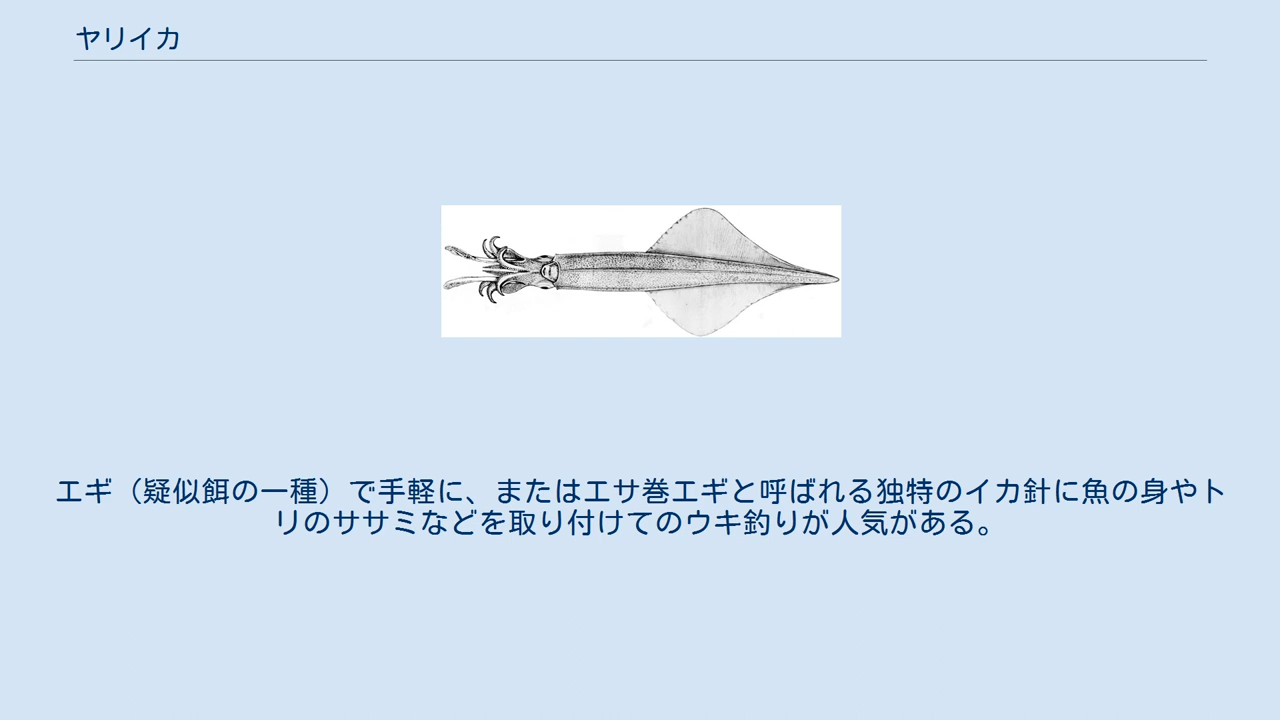 ヤリイカ
エギ（疑似餌の一種）で手軽に、またはエサ巻エギと呼ばれる独特のイカ針に魚の身やト
リのササミなどを取り付けてのウキ釣りが人気がある。